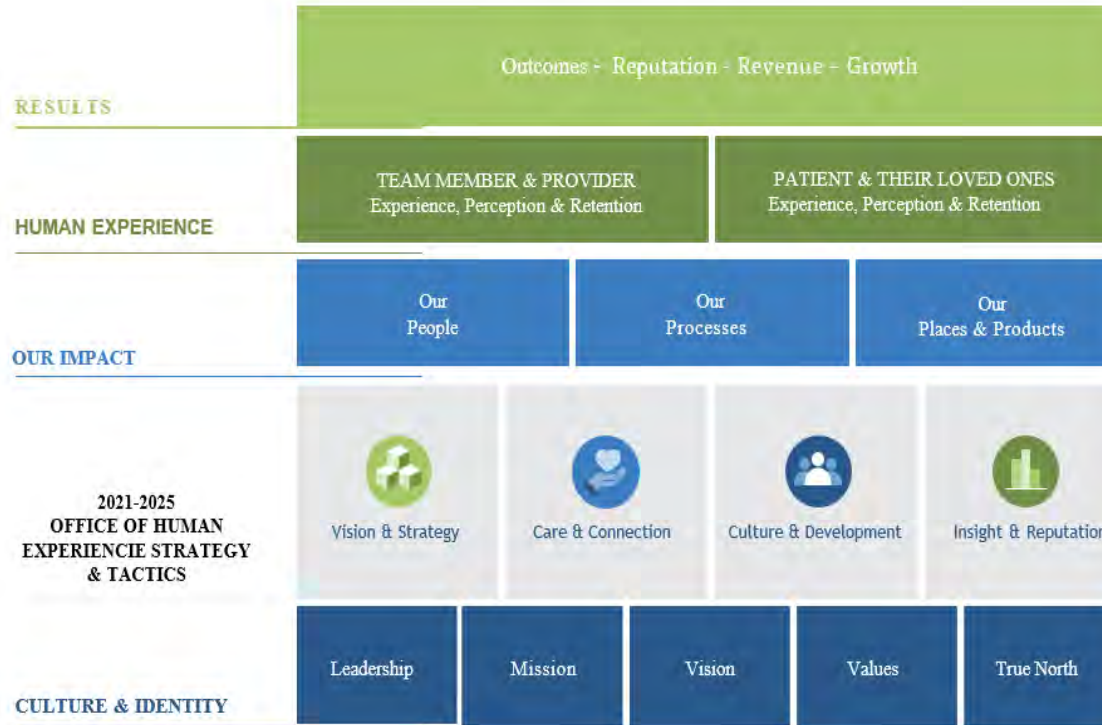 Outcomes - Reputation - Revenue - Growth
RESULTS
TEAM MEMBER & PROVIDER
Experience, Perception & Retention
PATIENT & THEIR LOVED ONES
Experience, Perception & Retention
HUMAN EXPERIENCE
Our
People
Our
Processes
Our
Places & Products
OUR IMPACT
2021-2025
OFFICE OF HUMAN
EXPERIENCIE STRATEGY
& TACTICS
Vision & Strategy
Care & Connection
Culture & Development
Insight & Reputation
Leadership
Mission
Vision
Values
True North
CULTURE & IDENTITY